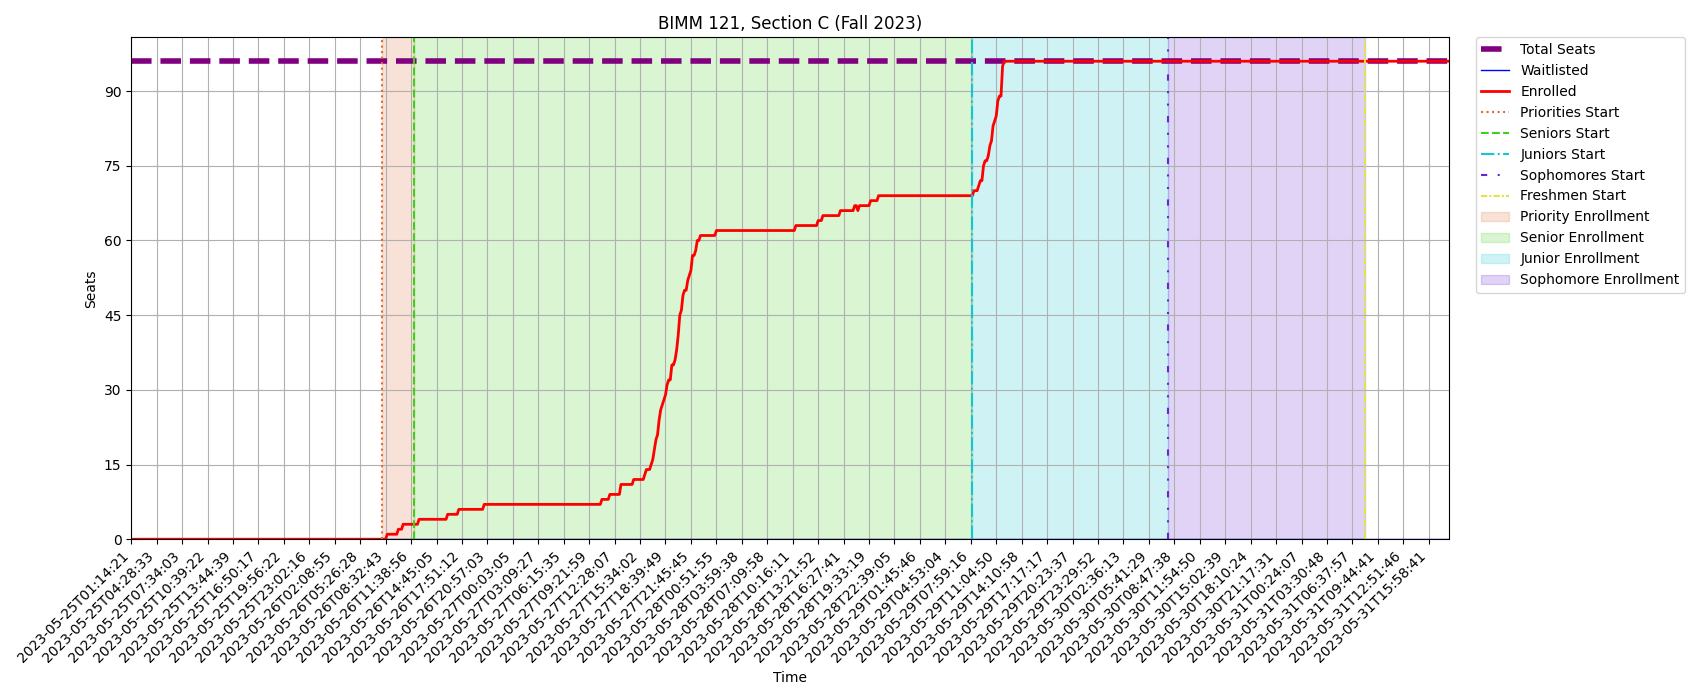 BIMM 121, Section C (Fall 2023)
Total Seats
Waitlisted
Enrolled
Priorities Start
Seniors Start
Juniors Start
Sophomores Start
Freshmen Start
Priority Enrollment
Senior Enrollment
Junior Enrollment
Sophomore Enrollment
Seats
90
75
60
45
30
15
0
2023-05-25T01:14:21
2023-05-25T04:28:33
2023-05-25T07:34:03
2023-05-25T10:39:22
2023-05-25T13:44:39
2023-05-25T16:50:17
2023-05-25T19:56:22
2023-05-25T23:02:16
2023-05-26T02:08:55
2023-05-26T05:26:28
2023-05-26T08:32:43
2023-05-26T11:38:56
2023-05-26T14:45:05
2023-05-26T17:51:12
2023-05-26T20:57:03
2023-05-27T00:03:05
2023-05-27T03:09:27
2023-05-27T06:15:35
2023-05-27T09:21:59
2023-05-27T12:28:07
2023-05-27T15:34:02
2023-05-27T18:39:49
2023-05-27T21:45:45
2023-05-28T00:51:55
2023-05-28T03:59:38
2023-05-28T07:09:58
2023-05-28T10:16:11
2023-05-28T13:21:52
2023-05-28T16:27:41
2023-05-28T19:33:19
2023-05-28T22:39:05
2023-05-29T01:45:46
2023-05-29T04:53:04
2023-05-29T07:59:16
2023-05-29T11:04:50
2023-05-29T14:10:58
2023-05-29T17:17:17
2023-05-29T20:23:37
2023-05-29T23:29:52
2023-05-30T02:36:13
2023-05-30T05:41:29
2023-05-30T08:47:38
2023-05-30T11:54:50
2023-05-30T15:02:39
2023-05-30T18:10:24
2023-05-30T21:17:31
2023-05-31T00:24:07
2023-05-31T03:30:48
2023-05-31T06:37:57
2023-05-31T09:44:41
2023-05-31T12:51:46
2023-05-31T15:58:41
Time